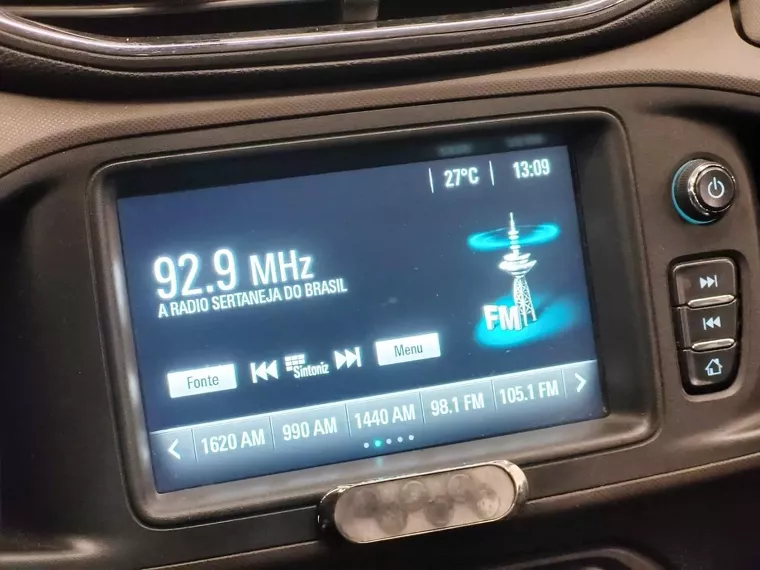 27°C 13:09
92.9 MHz
A RADIO SERTANEJA DO BRASIL
FM
Fonte Sintoniz Menu
1620 AM 990 AM 1440 AM 98.1 FM 105.1 FM